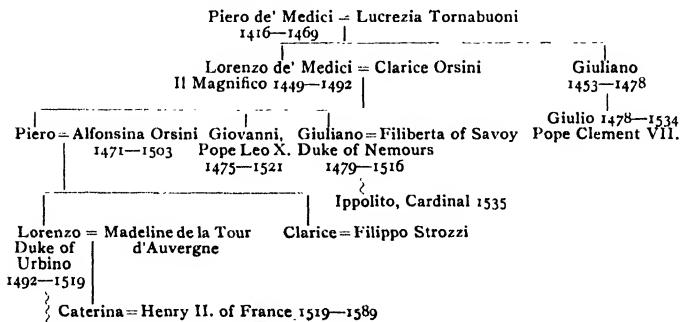 Piero de' Medici = Lucrezia Tornabuoni
1416—1469
Lorenzo de' Medici = Clarice Orsini
Il Magnifico 1449—1492
Giuliano
1453—1478
Giulio 1478—1534
Pope Clement VII.
Piero = Alfonsina Orsini
1471—1503
Giovanni,
Pope Leo X.
1475—1521
Giuliano = Filiberta of Savoy
Duke of Nemours
1479—1516
Ippolito, Cardinal 1535
Lorenzo = Madeline de la Tour
Duke of d'Auvergne
Urbino
1492—1519
Clarice = Filippo Strozzi
Caterina = Henry II. of France 1519—1589